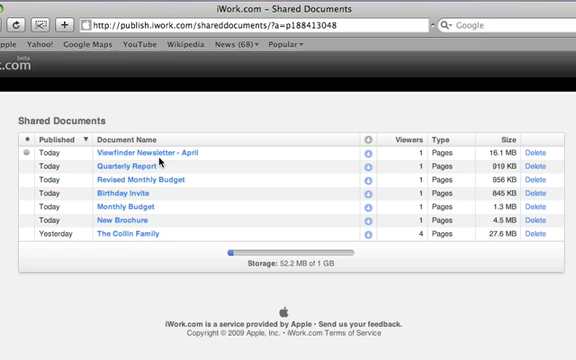 iWork.com - Shared Documents
http://publish.iwork.com/shareddocuments/?a=p188413048
Google
pple Yahoo! Google Maps YouTube Wikipedia News (68) Popular
rk.com beta
Shared Documents
Published Document Name Viewers Type Size
Today Viewfinder Newsletter - April 1 Pages 16.1 MB Delete
Today Quarterly Report 1 Pages 919 KB Delete
Today Revised Monthly Budget 1 Pages 956 KB Delete
Today Birthday Invite 1 Pages 845 KB Delete
Today Monthly Budget 1 Pages 1.3 MB Delete
Today New Brochure 1 Pages 4.5 MB Delete
Yesterday The Collin Family 4 Pages 27.6 MB Delete
Storage: 52.2 MB of 1 GB
iWork.com is a service provided by Apple • Send us your feedback.
Copyright © 2009 Apple, Inc. • iWork.com Terms of Service